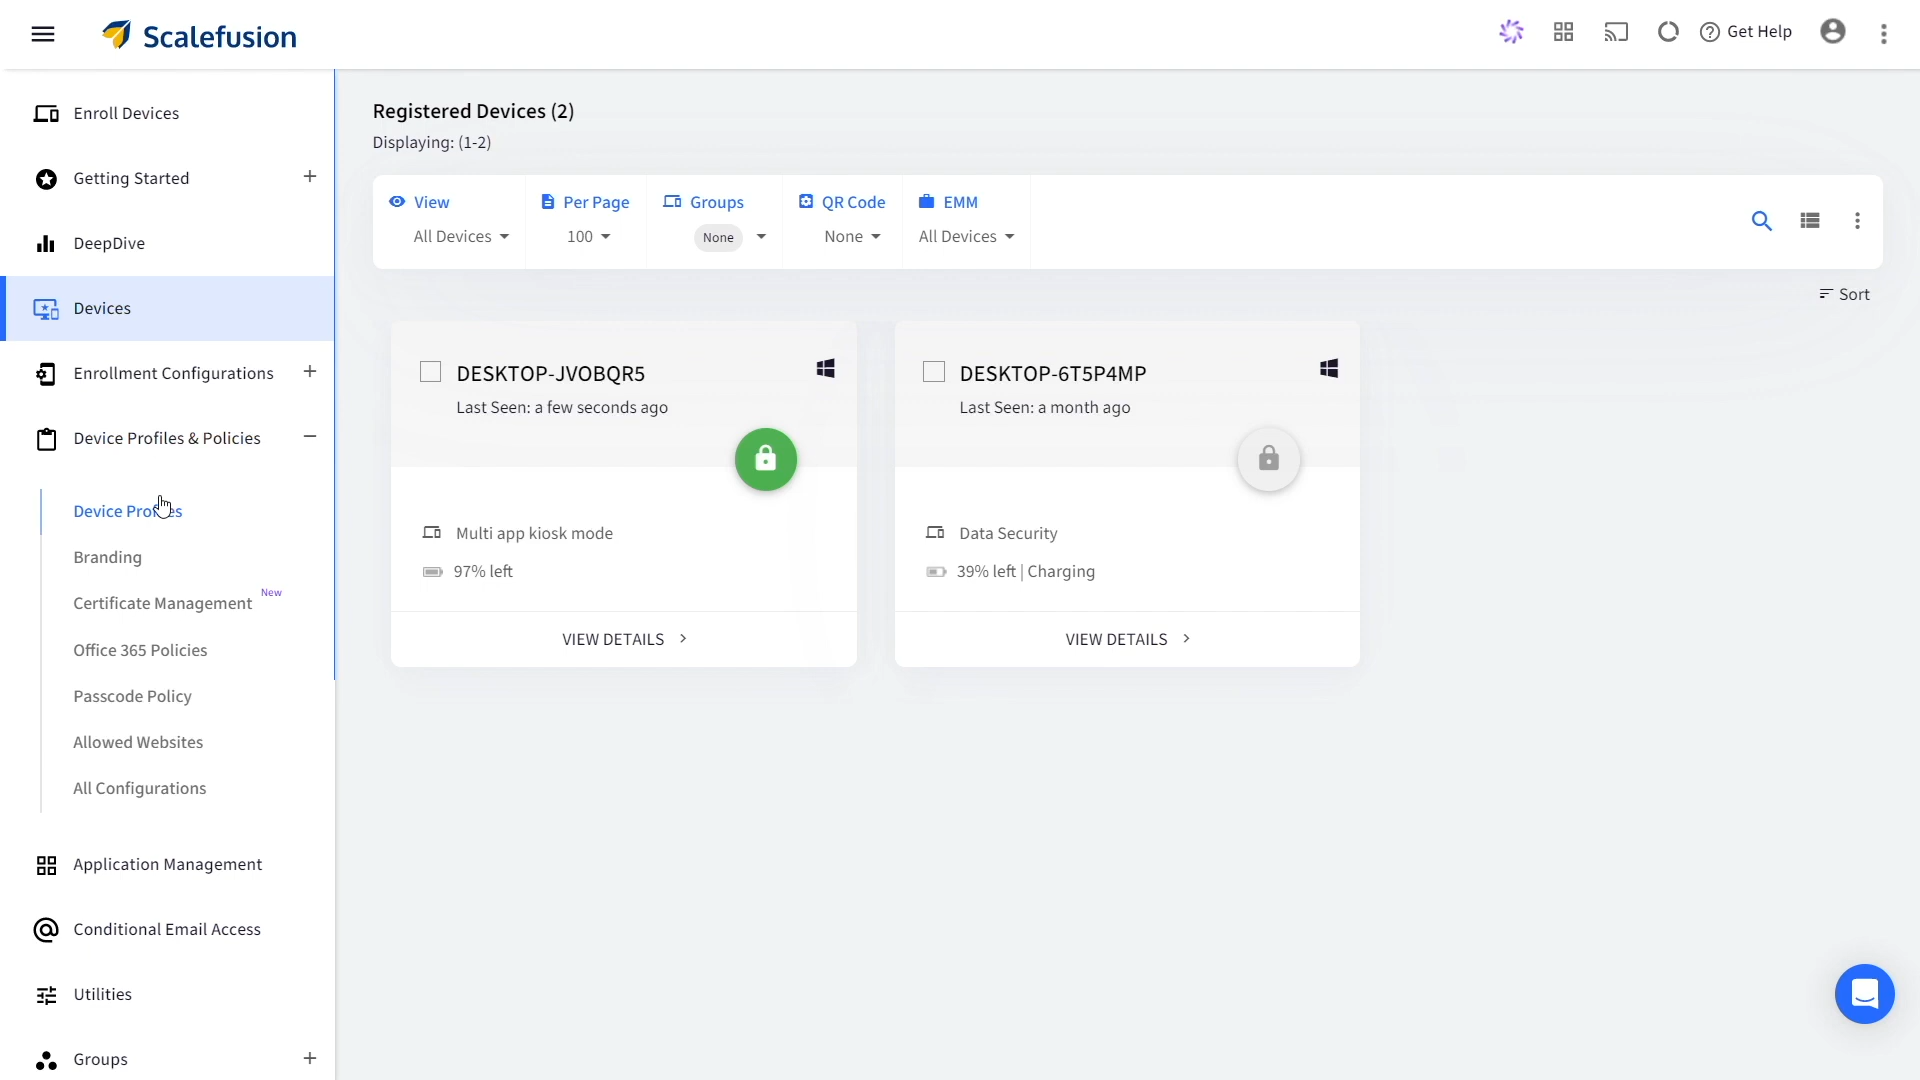 Scalefusion
Get Help
Enroll Devices
Getting Started
DeepDive
Devices
Enrollment Configurations
Device Profiles & Policies
Device Profiles
Branding
Certificate Management New
Office 365 Policies
Passcode Policy
Allowed Websites
All Configurations
Application Management
Conditional Email Access
Utilities
Groups
Registered Devices (2)
Displaying: (1-2)
View
All Devices
Per Page
100
Groups
None
QR Code
None
EMM
All Devices
Sort
DESKTOP-JVOBQR5
Last Seen: a few seconds ago
Multi app kiosk mode
97% left
VIEW DETAILS
DESKTOP-6T5P4MP
Last Seen: a month ago
Data Security
39% left | Charging
VIEW DETAILS